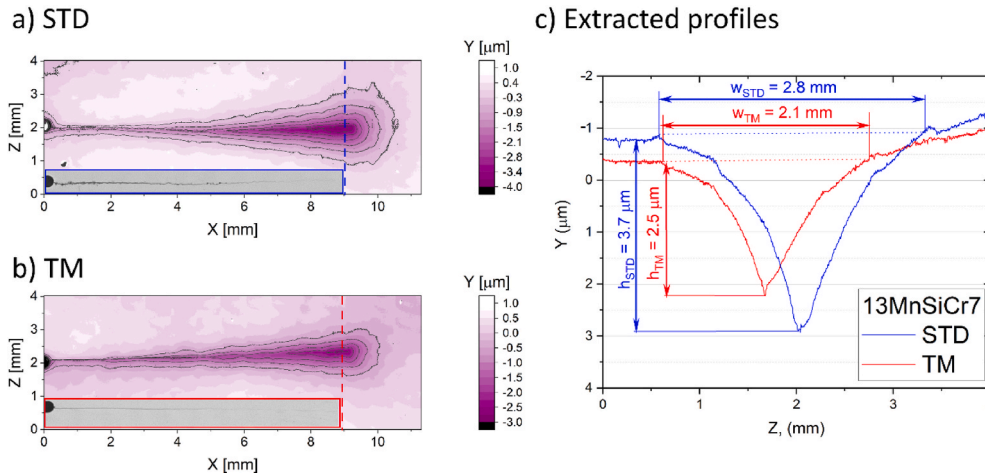 a) STD
Y [μm]
4
3
2
1
0
Z [mm]
0
2
4
6
8
10
X [mm]
1.0
0.4
-0.3
-0.9
-1.5
-2.1
-2.8
-3.4
-4.0
b) TM
Y [μm]
4
3
2
1
0
Z [mm]
0
2
4
6
8
10
X [mm]
1.0
0.5
0.0
-0.5
-1.0
-1.5
-2.0
-2.5
-3.0
c) Extracted profiles
-2
-1
0
1
2
3
4
Y (μm)
w_STD = 2.8 mm
w_TM = 2.1 mm
h_STD = 3.7 μm
h_TM = 2.5 μm
13MnSiCr7
STD
TM
0
1
2
3
Z, (mm)